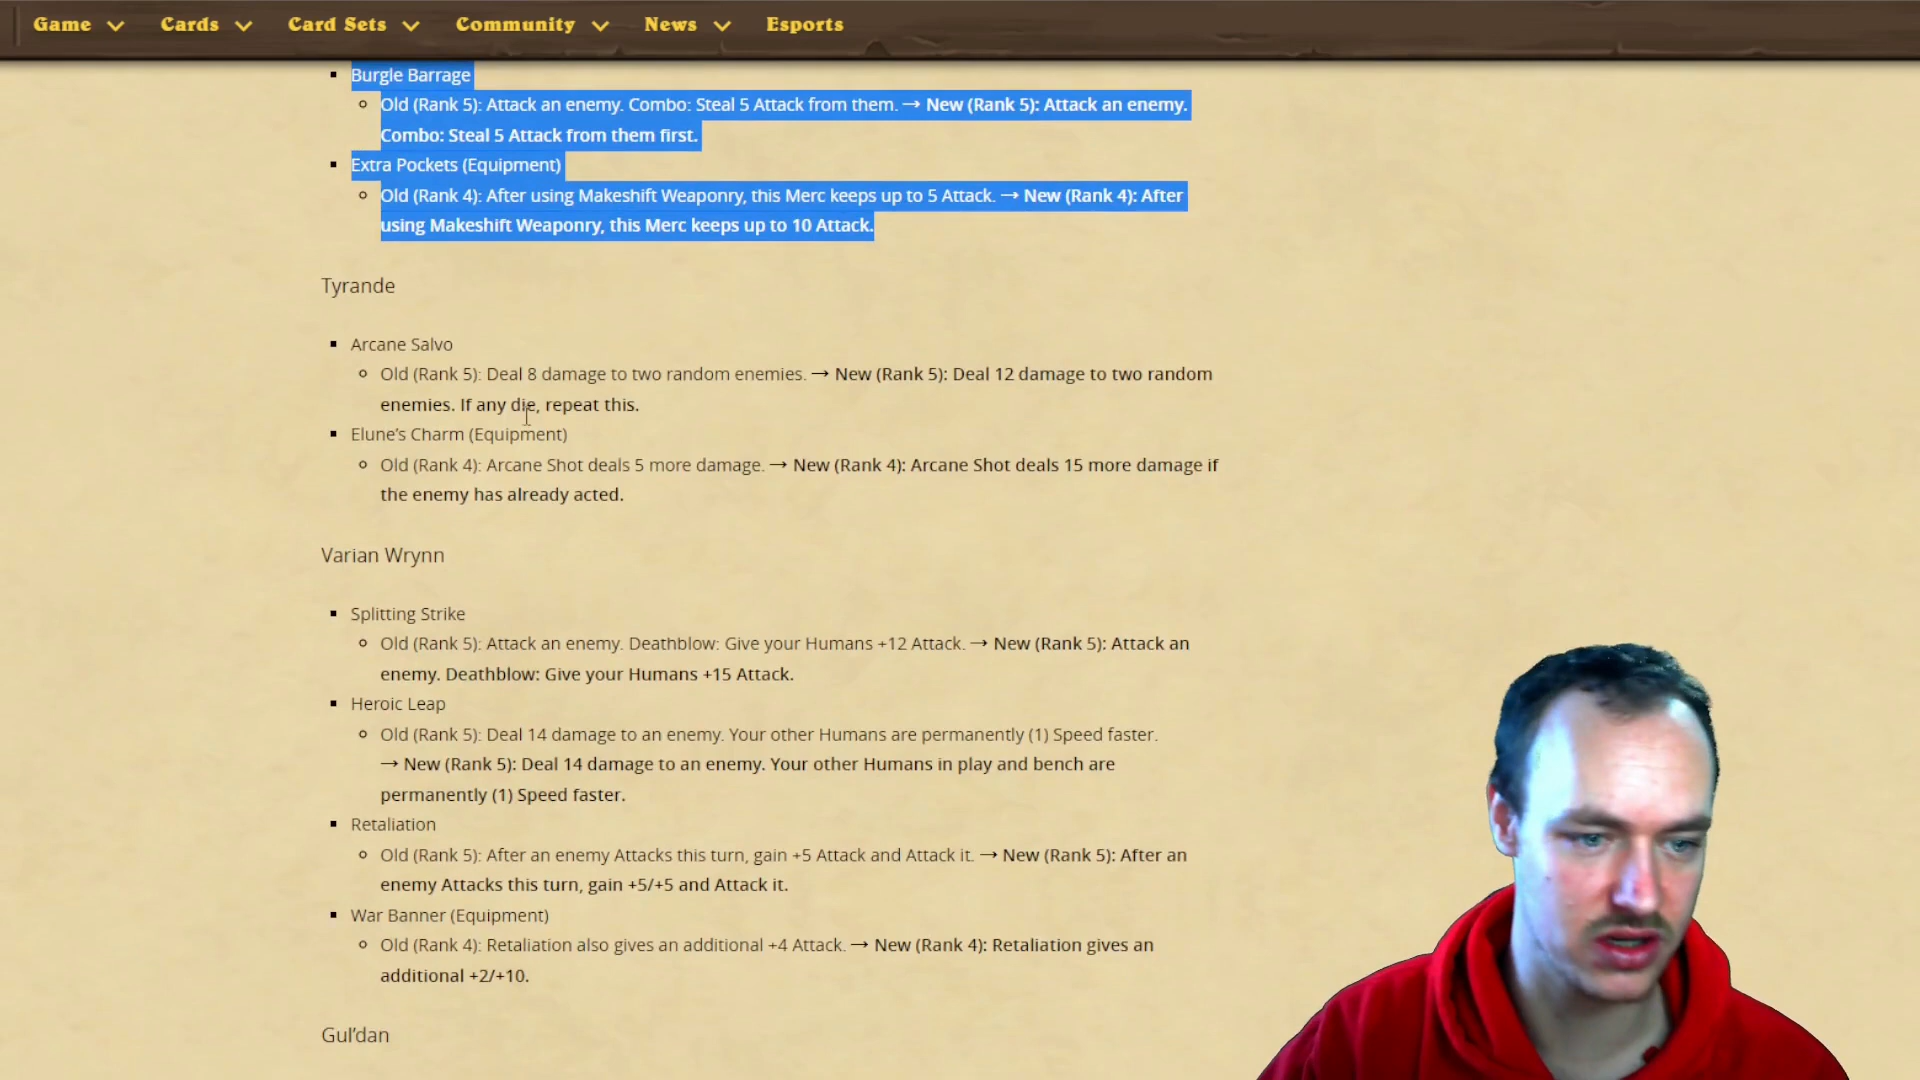 Game Cards Card Sets Community News Esports
Burgle Barrage
Old (Rank 5): Attack an enemy. Combo: Steal 5 Attack from them. → New (Rank 5): Attack an enemy.
Combo: Steal 5 Attack from them first.
Extra Pockets (Equipment)
Old (Rank 4): After using Makeshift Weaponry, this Merc keeps up to 5 Attack. → New (Rank 4): After
using Makeshift Weaponry, this Merc keeps up to 10 Attack.
Tyrande
Arcane Salvo
Old (Rank 5): Deal 8 damage to two random enemies. → New (Rank 5): Deal 12 damage to two random
enemies. If any die, repeat this.
Elune's Charm (Equipment)
Old (Rank 4): Arcane Shot deals 5 more damage. → New (Rank 4): Arcane Shot deals 15 more damage if
the enemy has already acted.
Varian Wrynn
Splitting Strike
Old (Rank 5): Attack an enemy. Deathblow: Give your Humans +12 Attack. → New (Rank 5): Attack an
enemy. Deathblow: Give your Humans +15 Attack.
Heroic Leap
Old (Rank 5): Deal 14 damage to an enemy. Your other Humans are permanently (1) Speed faster.
→ New (Rank 5): Deal 14 damage to an enemy. Your other Humans in play and bench are
permanently (1) Speed faster.
Retaliation
Old (Rank 5): After an enemy Attacks this turn, gain +5 Attack and Attack it. → New (Rank 5): After an
enemy Attacks this turn, gain +5/+5 and Attack it.
War Banner (Equipment)
Old (Rank 4): Retaliation also gives an additional +4 Attack. → New (Rank 4): Retaliation gives an
additional +2/+10.
Gul'dan